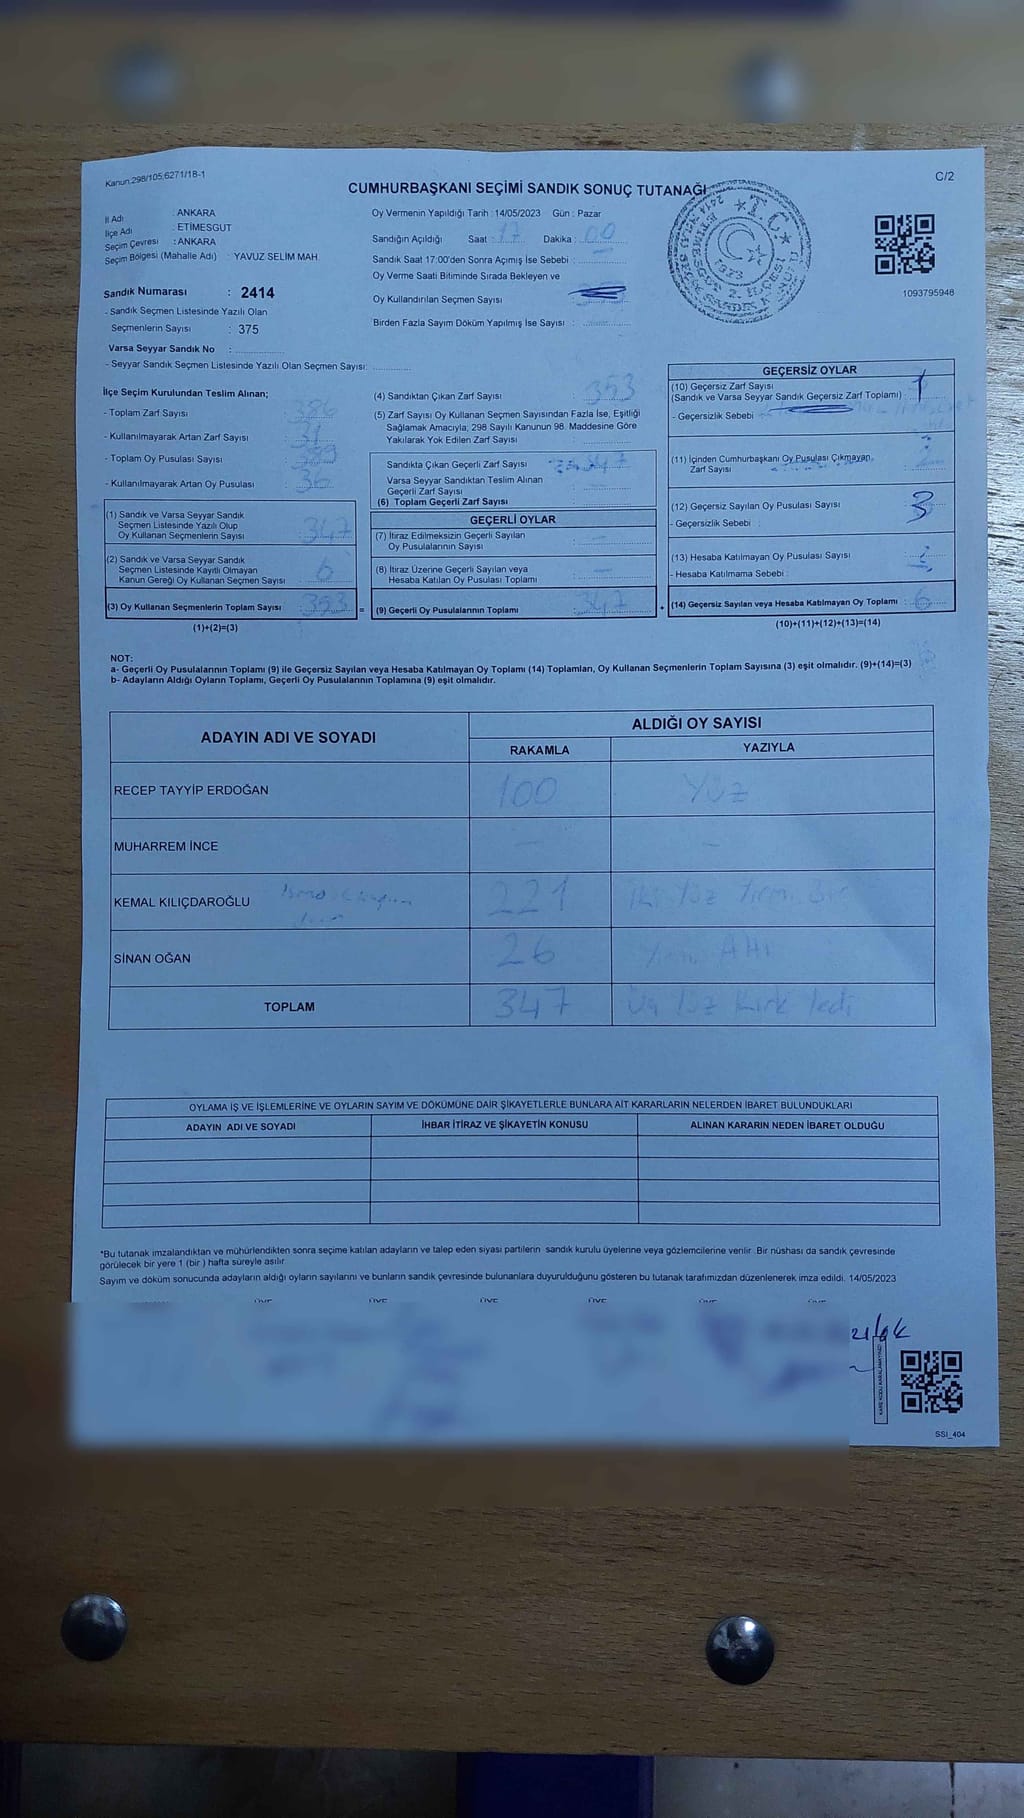 Kanun:298/105;6271/18-1
C/2
CUMHURBAŞKANI SEÇİMİ SANDIK SONUÇ TUTANAĞI
İl Adı : ANKARA
İlçe Adı : ETİMESGUT
Seçim Çevresi : ANKARA
Seçim Bölgesi (Mahalle Adı) : YAVUZ SELİM MAH.
Sandık Numarası : 2414
- Sandık Seçmen Listesinde Yazılı Olan
Seçmenlerin Sayısı : 375
Varsa Seyyar Sandık No :
- Seyyar Sandık Seçmen Listesinde Yazılı Olan Seçmen Sayısı:
Oy Vermenin Yapıldığı Tarih : 14/05/2023 Gün : Pazar
Sandığın Açıldığı Saat : 17 Dakika : 00
Sandık Saat 17:00'den Sonra Açımış İse Sebebi :
Oy Verme Saati Bitiminde Sırada Bekleyen ve
Oy Kullandırılan Seçmen Sayısı
Birden Fazla Sayım Döküm Yapılmış İse Sayısı :
1093795948
İlçe Seçim Kurulundan Teslim Alınan;
- Toplam Zarf Sayısı : 386
- Kullanılmayarak Artan Zarf Sayısı :
- Toplam Oy Pusulası Sayısı : 389
- Kullanılmayarak Artan Oy Pusulası : 36
(1) Sandık ve Varsa Seyyar Sandık
Seçmen Listesinde Yazılı Olup
Oy Kullanan Seçmenlerin Sayısı : 347
(2) Sandık ve Varsa Seyyar Sandık
Seçmen Listesinde Kayıtlı Olmayan
Kanun Gereği Oy Kullanan Seçmen Sayısı : 6
(3) Oy Kullanan Seçmenlerin Toplam Sayısı : 353 =
(1)+(2)=(3)
(4) Sandıktan Çıkan Zarf Sayısı : 353
(5) Zarf Sayısı Oy Kullanan Seçmen Sayısından Fazla İse, Eşitliği
Sağlamak Amacıyla; 298 Sayılı Kanunun 98. Maddesine Göre
Yakılarak Yok Edilen Zarf Sayısı :
Sandıkta Çıkan Geçerli Zarf Sayısı : 347
Varsa Seyyar Sandıktan Teslim Alınan
Geçerli Zarf Sayısı
(6) Toplam Geçerli Zarf Sayısı
GEÇERLİ OYLAR
(7) İtiraz Edilmeksizin Geçerli Sayılan
Oy Pusulalarının Sayısı : -
(8) İtiraz Üzerine Geçerli Sayılan veya
Hesaba Katılan Oy Pusulası Toplamı : -
(9) Geçerli Oy Pusulalarının Toplamı : 347 +
GEÇERSİZ OYLAR
(10) Geçersiz Zarf Sayısı
(Sandık ve Varsa Seyyar Sandık Geçersiz Zarf Toplamı) : 1
- Geçersizlik Sebebi :
(11) İçinden Cumhurbaşkanı Oy Pusulası Çıkmayan
Zarf Sayısı : 2
(12) Geçersiz Sayılan Oy Pusulası Sayısı : 3
- Geçersizlik Sebebi :
(13) Hesaba Katılmayan Oy Pusulası Sayısı :
- Hesaba Katılmama Sebebi :
(14) Geçersiz Sayılan veya Hesaba Katılmayan Oy Toplamı : 6
(10)+(11)+(12)+(13)=(14)
NOT:
a- Geçerli Oy Pusulalarının Toplamı (9) ile Geçersiz Sayılan veya Hesaba Katılmayan Oy Toplamı (14) Toplamları, Oy Kullanan Seçmenlerin Toplam Sayısına (3) eşit olmalıdır. (9)+(14)=(3)
b- Adayların Aldığı Oyların Toplamı, Geçerli Oy Pusulalarının Toplamına (9) eşit olmalıdır.
ADAYIN ADI VE SOYADI
ALDIĞI OY SAYISI
RAKAMLA YAZIYLA
RECEP TAYYİP ERDOĞAN 100 Yüz
MUHARREM İNCE - -
KEMAL KILIÇDAROĞLU 221 İki Yüz Yirmi Bir
SİNAN OĞAN 26 Yirmi Altı
TOPLAM 347 Üç Yüz Kırk Yedi
OYLAMA İŞ VE İŞLEMLERİNE VE OYLARIN SAYIM VE DÖKÜMÜNE DAİR ŞİKAYETLERLE BUNLARA AİT KARARLARIN NELERDEN İBARET BULUNDUKLARI
ADAYIN ADI VE SOYADI İHBAR İTİRAZ VE ŞİKAYETİN KONUSU ALINAN KARARIN NEDEN İBARET OLDUĞU
*Bu tutanak imzalandıktan ve mühürlendikten sonra seçime katılan adayların ve talep eden siyasi partilerin sandık kurulu üyelerine veya gözlemcilerine verilir. Bir nüshası da sandık çevresinde
görülecek bir yere 1 (bir) hafta süreyle asılır.
Sayım ve döküm sonucunda adayların aldığı oyların sayılarını ve bunların sandık çevresinde bulunanlara duyurulduğunu gösteren bu tutanak tarafımızdan düzenlenerek imza edildi. 14/05/2023
ÜYE ÜYE ÜYE ÜYE ÜYE ÜYE
KARE KODU KARALAMAYINIZ!
SSİ_404